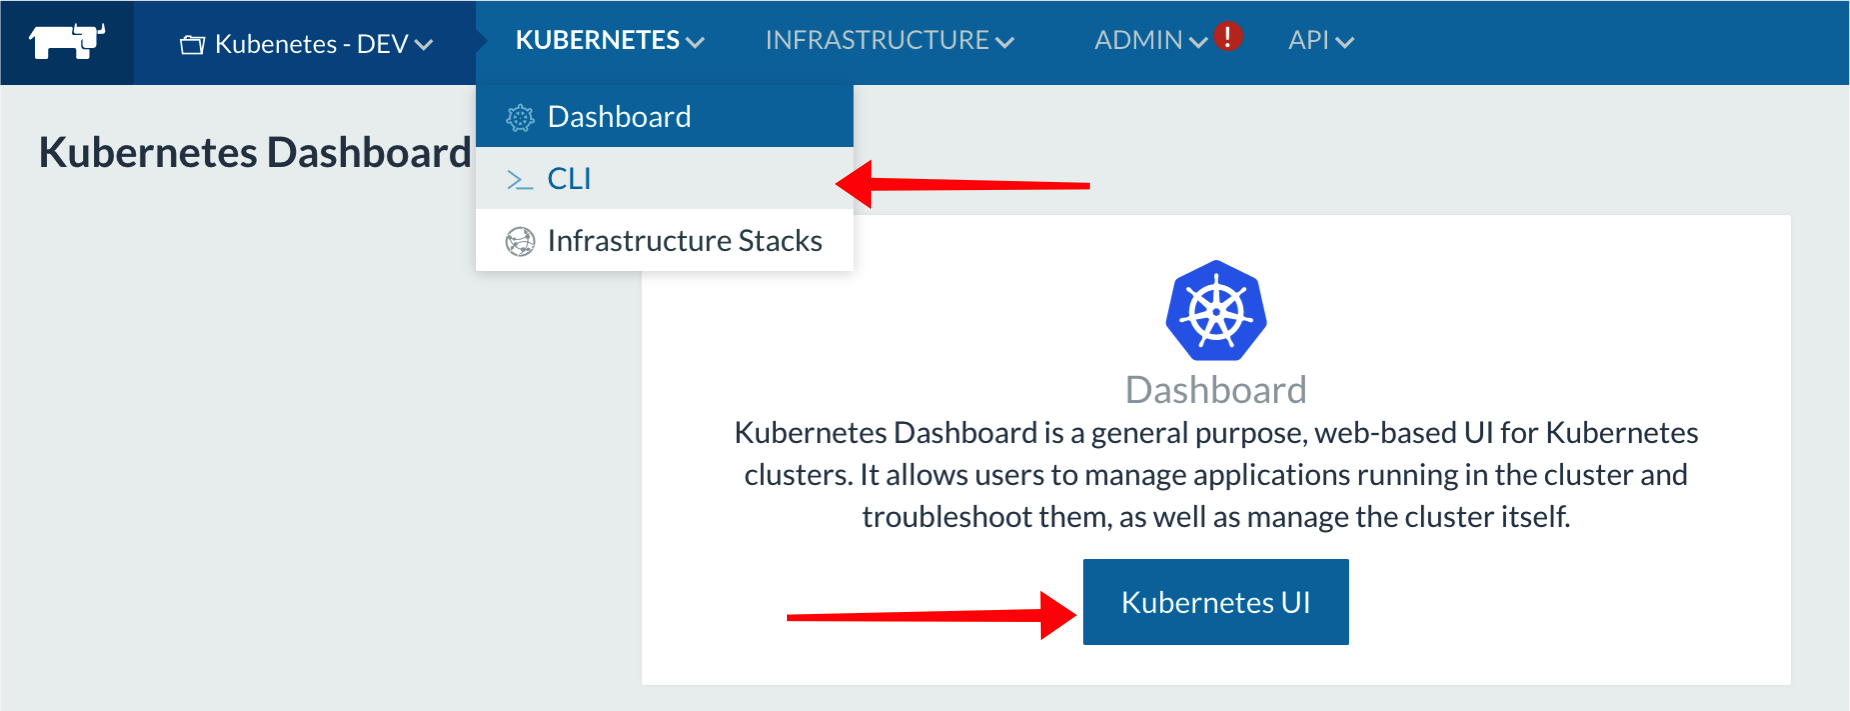 Kubenetes - DEV
KUBERNETES
INFRASTRUCTURE
ADMIN
!
API
Dashboard
CLI
Infrastructure Stacks
Kubernetes Dashboard
Dashboard
Kubernetes Dashboard is a general purpose, web-based UI for Kubernetes
clusters. It allows users to manage applications running in the cluster and
troubleshoot them, as well as manage the cluster itself.
Kubernetes UI